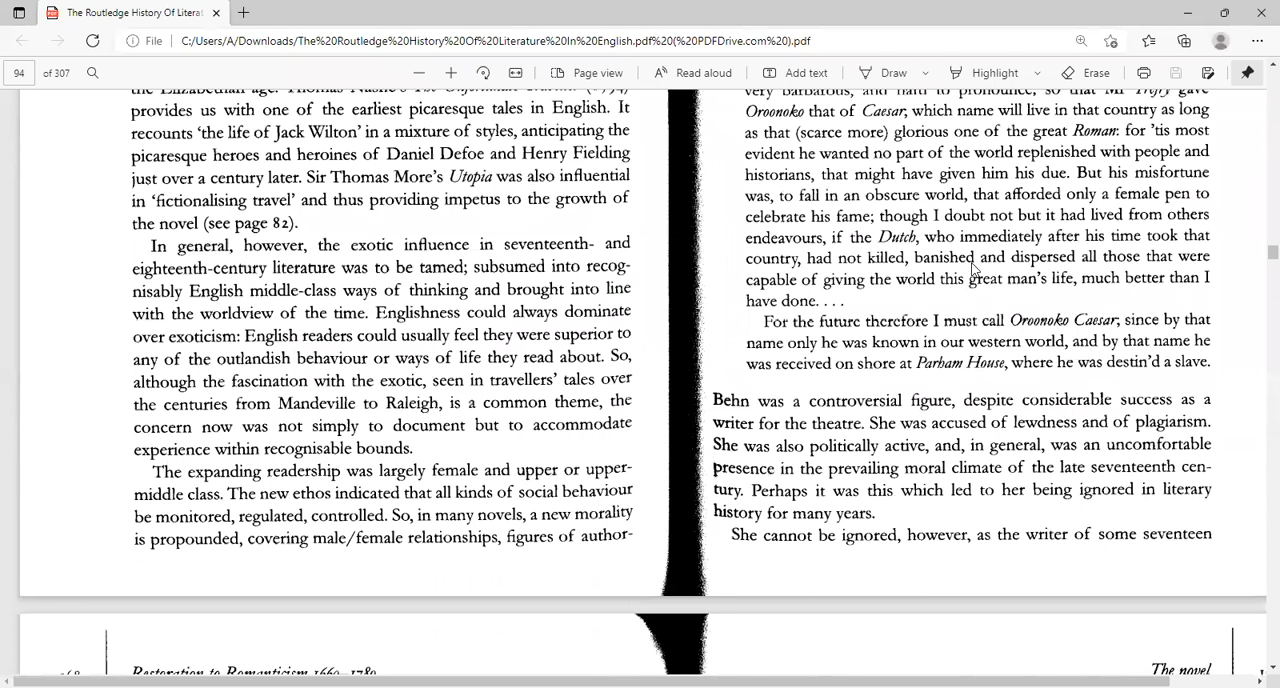 The Routledge History Of Litera
File
C:/Users/A/Downloads/The%20Routledge%20History%20Of%20Literature%20In%20English.pdf%20(%20PDFDrive.com%20).pdf
94 of 307
Page view
Read aloud
Add text
Draw
Highlight
Erase
provides us with one of the earliest picaresque tales in English. It
recounts ‘the life of Jack Wilton’ in a mixture of styles, anticipating the
picaresque heroes and heroines of Daniel Defoe and Henry Fielding
just over a century later. Sir Thomas More’s Utopia was also influential
in ‘fictionalising travel’ and thus providing impetus to the growth of
the novel (see page 82).
In general, however, the exotic influence in seventeenth- and
eighteenth-century literature was to be tamed; subsumed into recog-
nisably English middle-class ways of thinking and brought into line
with the worldview of the time. Englishness could always dominate
over exoticism: English readers could usually feel they were superior to
any of the outlandish behaviour or ways of life they read about. So,
although the fascination with the exotic, seen in travellers’ tales over
the centuries from Mandeville to Raleigh, is a common theme, the
concern now was not simply to document but to accommodate
experience within recognisable bounds.
The expanding readership was largely female and upper or upper-
middle class. The new ethos indicated that all kinds of social behaviour
be monitored, regulated, controlled. So, in many novels, a new morality
is propounded, covering male/female relationships, figures of author-
very barbarous, and hard to pronounce, so that Mr Trefry gave
Oroonoko that of Caesar, which name will live in that country as long
as that (scarce more) glorious one of the great Roman: for ’tis most
evident he wanted no part of the world replenished with people and
historians, that might have given him his due. But his misfortune
was, to fall in an obscure world, that afforded only a female pen to
celebrate his fame; though I doubt not but it had lived from others
endeavours, if the Dutch, who immediately after his time took that
country, had not killed, banished and dispersed all those that were
capable of giving the world this great man’s life, much better than I
have done. . . .
For the future therefore I must call Oroonoko Caesar; since by that
name only he was known in our western world, and by that name he
was received on shore at Parham House, where he was destin’d a slave.
Behn was a controversial figure, despite considerable success as a
writer for the theatre. She was accused of lewdness and of plagiarism.
She was also politically active, and, in general, was an uncomfortable
presence in the prevailing moral climate of the late seventeenth cen-
tury. Perhaps it was this which led to her being ignored in literary
history for many years.
She cannot be ignored, however, as the writer of some seventeen
Restoration to Romanticism 1660–1780
The novel